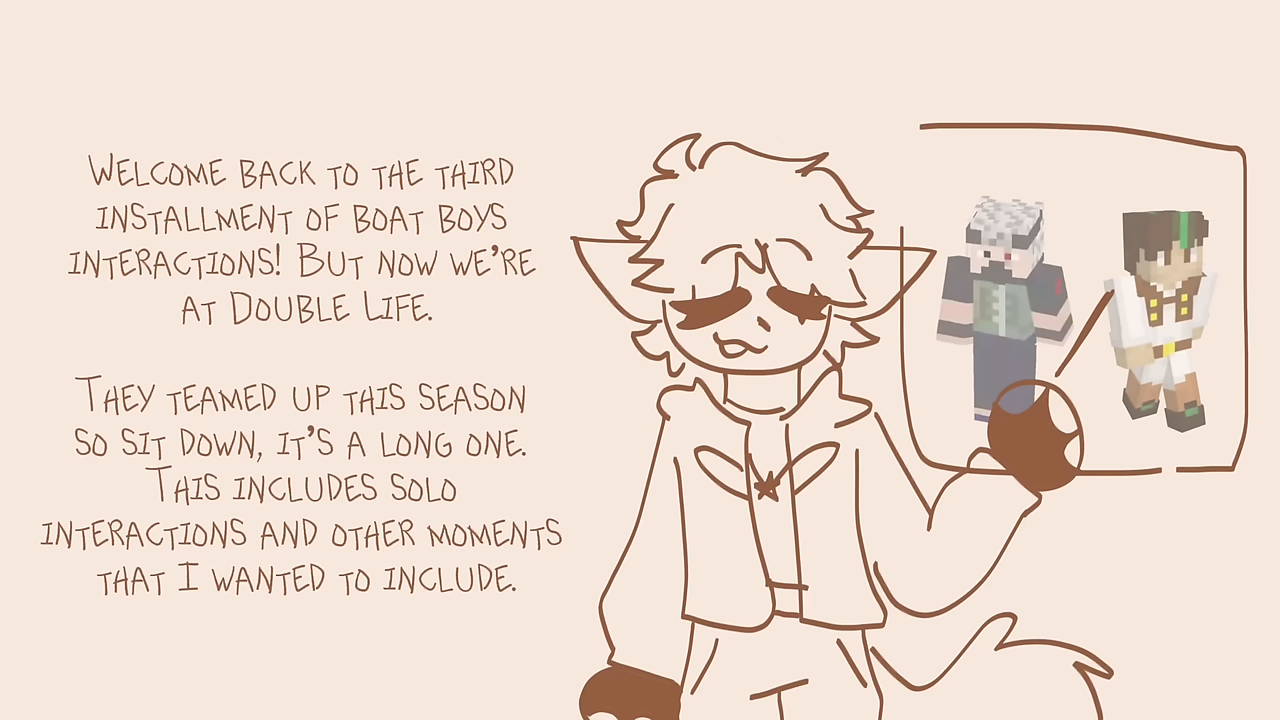 Welcome back to the third
installment of boat boys
interactions! But now we're
at Double Life.
They teamed up this season
so sit down, it's a long one.
This includes solo
interactions and other moments
that I wanted to include.